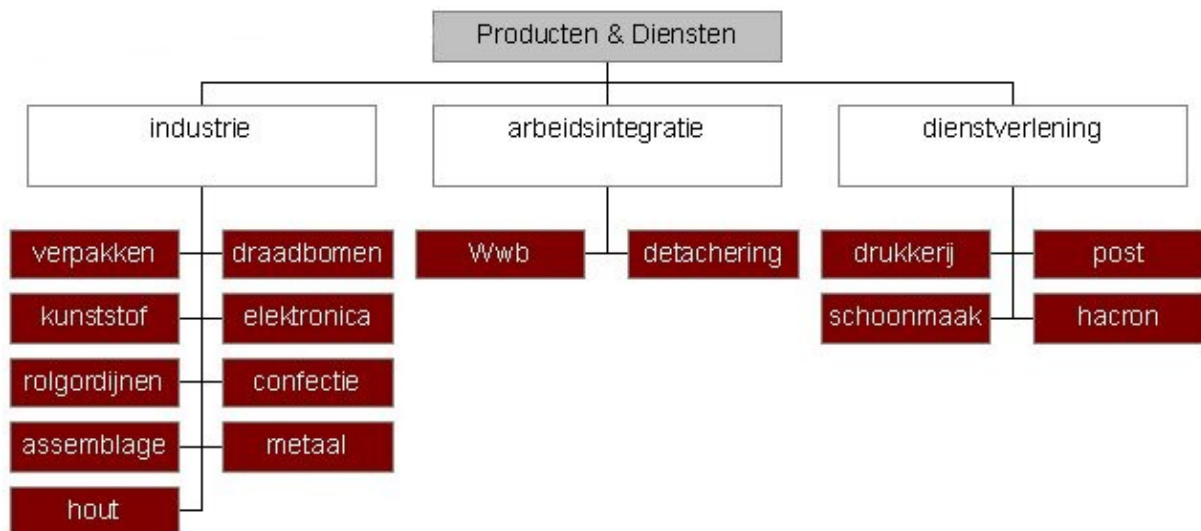 Producten & Diensten
industrie
arbeidsintegratie
dienstverlening
verpakken
draadbomen
Wwb
detachering
drukkerij
post
kunststof
elektronica
schoonmaak
hacron
rolgordijnen
confectie
assemblage
metaal
hout